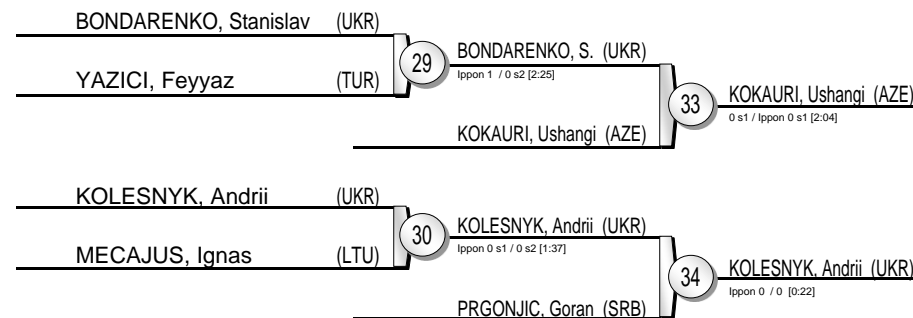 BONDARENKO, Stanislav (UKR)
YAZICI, Feyyaz (TUR)
29
BONDARENKO, S. (UKR)
Ippon 1 / 0 s2 [2:25]
KOKAURI, Ushangi (AZE)
33
KOKAURI, Ushangi (AZE)
0 s1 / Ippon 0 s1 [2:04]
KOLESNYK, Andrii (UKR)
MECAJUS, Ignas (LTU)
30
KOLESNYK, Andrii (UKR)
Ippon 0 s1 / 0 s2 [1:37]
PRGONJIC, Goran (SRB)
34
KOLESNYK, Andrii (UKR)
Ippon 0 / 0 [0:22]